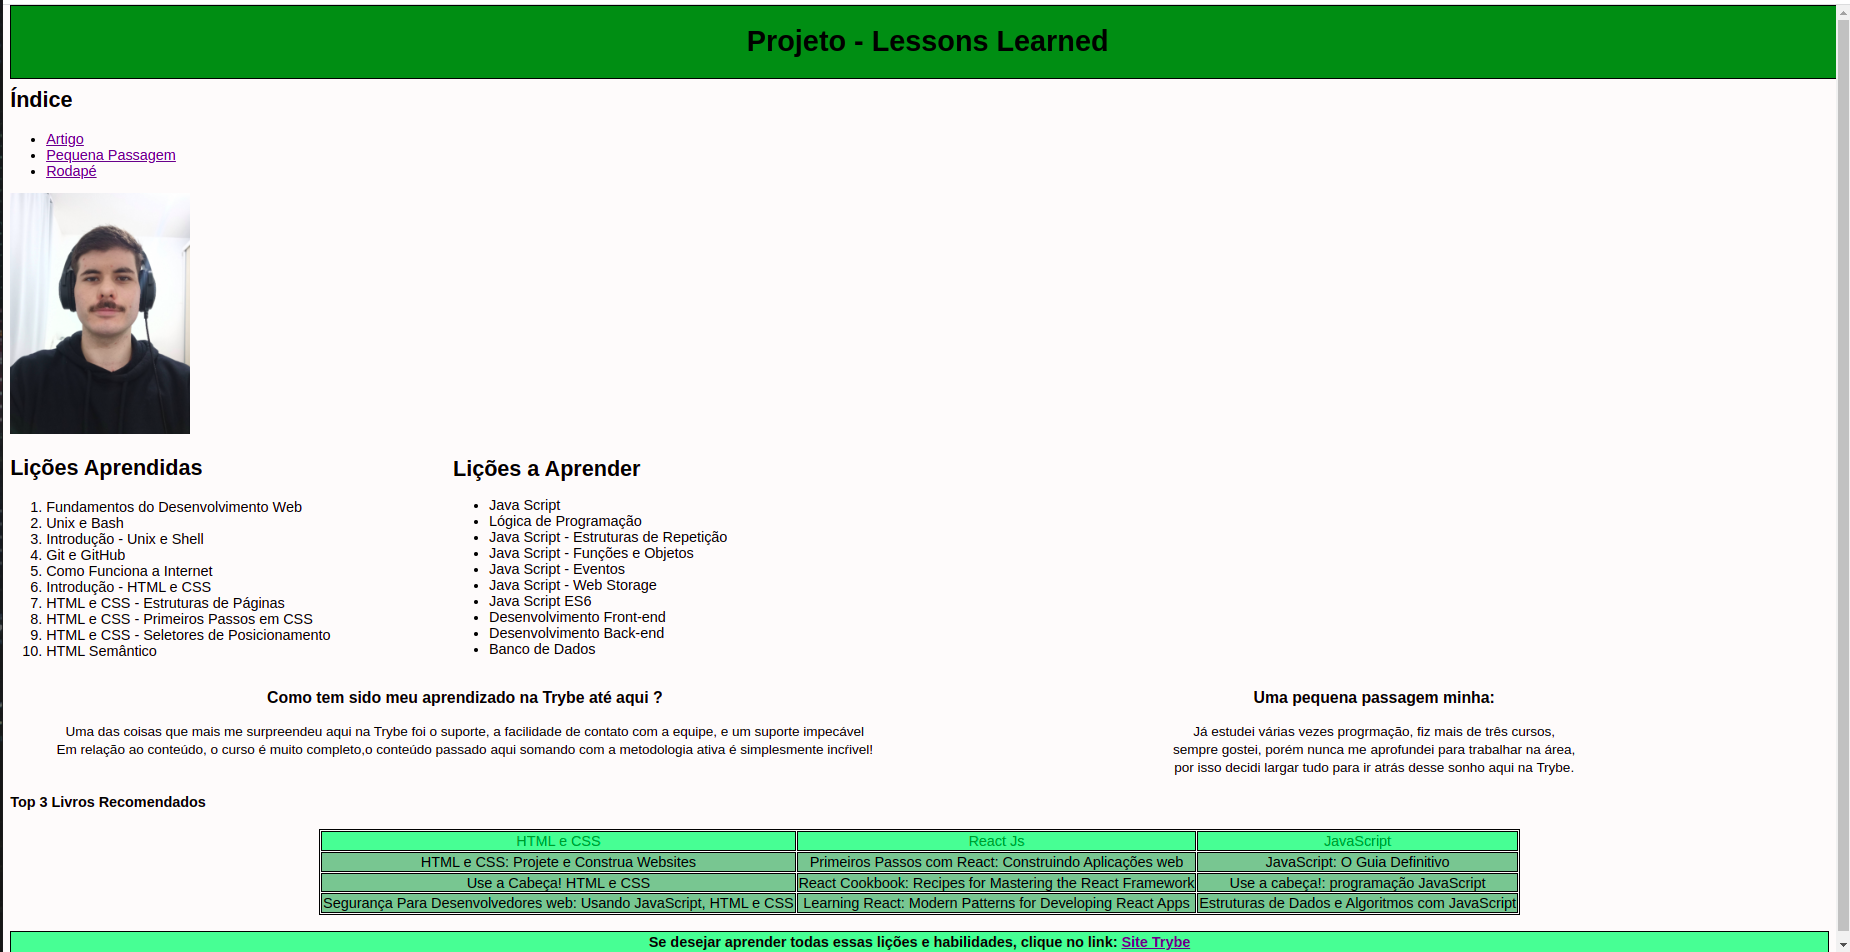 Projeto - Lessons Learned
Índice
Artigo
Pequena Passagem
Rodapé
Lições Aprendidas
1. Fundamentos do Desenvolvimento Web
2. Unix e Bash
3. Introdução - Unix e Shell
4. Git e GitHub
5. Como Funciona a Internet
6. Introdução - HTML e CSS
7. HTML e CSS - Estruturas de Páginas
8. HTML e CSS - Primeiros Passos em CSS
9. HTML e CSS - Seletores de Posicionamento
10. HTML Semântico
Lições a Aprender
Java Script
Lógica de Programação
Java Script - Estruturas de Repetição
Java Script - Funções e Objetos
Java Script - Eventos
Java Script - Web Storage
Java Script ES6
Desenvolvimento Front-end
Desenvolvimento Back-end
Banco de Dados
Como tem sido meu aprendizado na Trybe até aqui ?
Uma das coisas que mais me surpreendeu aqui na Trybe foi o suporte, a facilidade de contato com a equipe, e um suporte impecável
Em relação ao conteúdo, o curso é muito completo,o conteúdo passado aqui somando com a metodologia ativa é simplesmente incŕivel!
Uma pequena passagem minha:
Já estudei várias vezes progrmação, fiz mais de três cursos,
sempre gostei, porém nunca me aprofundei para trabalhar na área,
por isso decidi largar tudo para ir atrás desse sonho aqui na Trybe.
Top 3 Livros Recomendados
HTML e CSS React Js JavaScript
HTML e CSS: Projete e Construa Websites Primeiros Passos com React: Construindo Aplicações web JavaScript: O Guia Definitivo
Use a Cabeça! HTML e CSS React Cookbook: Recipes for Mastering the React Framework Use a cabeça!: programação JavaScript
Segurança Para Desenvolvedores web: Usando JavaScript, HTML e CSS Learning React: Modern Patterns for Developing React Apps Estruturas de Dados e Algoritmos com JavaScript
Se desejar aprender todas essas lições e habilidades, clique no link: Site Trybe